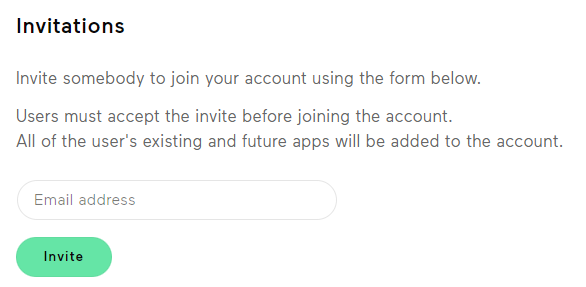 Invitations
Invite somebody to join your account using the form below.
Users must accept the invite before joining the account.
All of the user's existing and future apps will be added to the account.
Email address
Invite